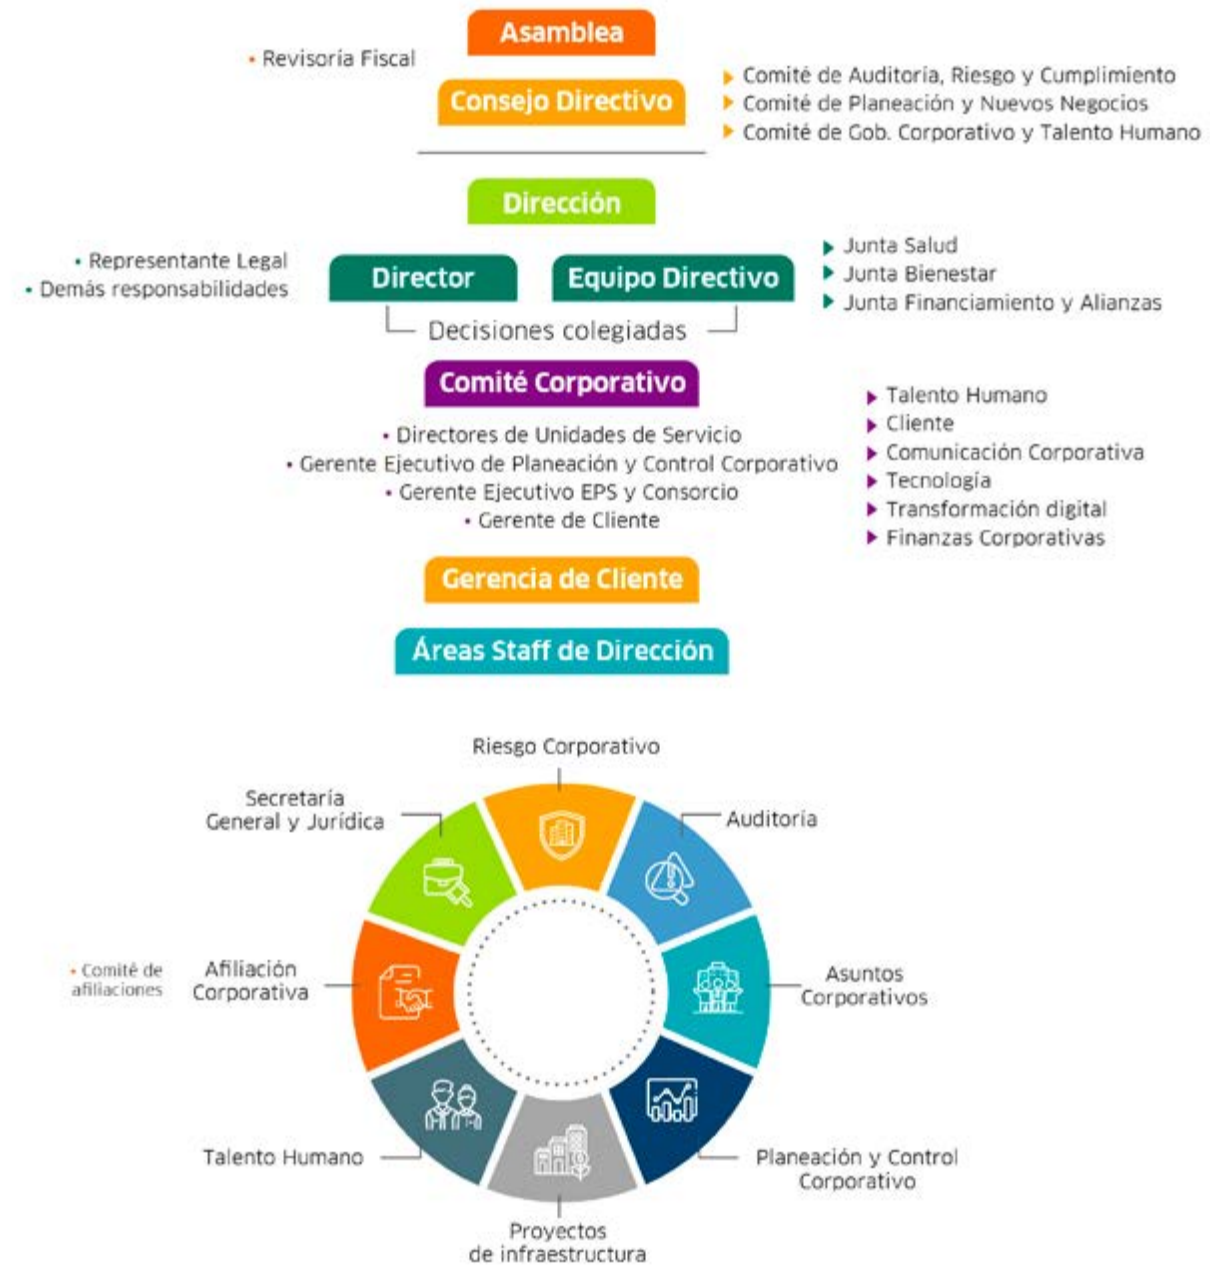 Asamblea
• Revisoría Fiscal
Consejo Directivo
Comité de Auditoría, Riesgo y Cumplimiento
Comité de Planeación y Nuevos Negocios
Comité de Gob. Corporativo y Talento Humano
Dirección
• Representante Legal
• Demás responsabilidades
Director
Equipo Directivo
Junta Salud
Junta Bienestar
Junta Financiamiento y Alianzas
Decisiones colegiadas
Comité Corporativo
• Directores de Unidades de Servicio
• Gerente Ejecutivo de Planeación y Control Corporativo
• Gerente Ejecutivo EPS y Consorcio
• Gerente de Cliente
Talento Humano
Cliente
Comunicación Corporativa
Tecnología
Transformación digital
Finanzas Corporativas
Gerencia de Cliente
Áreas Staff de Dirección
Riesgo Corporativo
Secretaría
General y Jurídica
Auditoría
• Comité de
afiliaciones
Afiliación
Corporativa
Asuntos
Corporativos
Talento Humano
Planeación y Control
Corporativo
Proyectos
de infraestructura